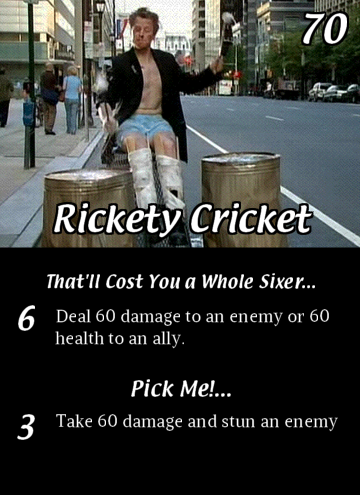 70
Rickety Cricket
That'll Cost You a Whole Sixer...
6 Deal 60 damage to an enemy or 60
health to an ally.
Pick Me!...
3 Take 60 damage and stun an enemy